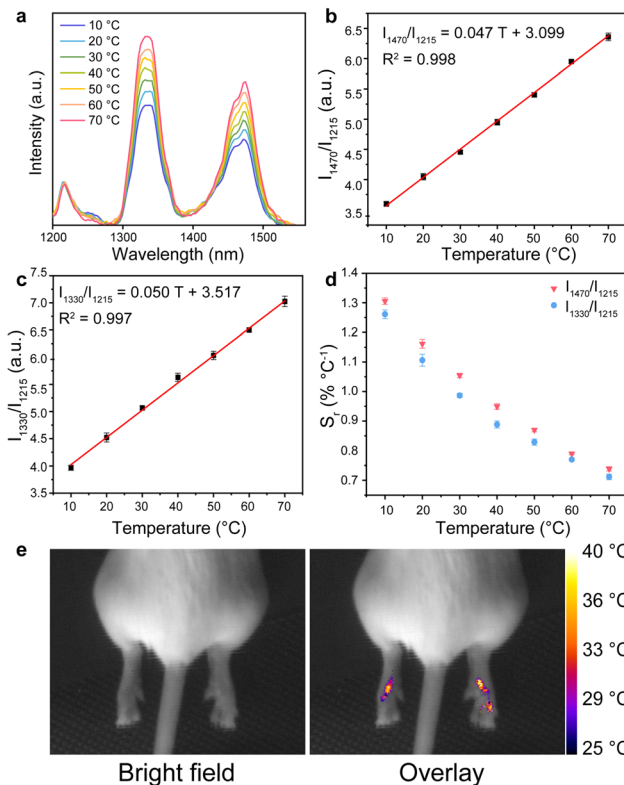 a
10 °C
20 °C
30 °C
40 °C
50 °C
60 °C
70 °C
Intensity (a.u.)
1200 1300 1400 1500
Wavelength (nm)
b
I1470/I1215 = 0.047 T + 3.099
R² = 0.998
I1470/I1215 (a.u.)
6.5
6.0
5.5
5.0
4.5
4.0
3.5
10 20 30 40 50 60 70
Temperature (°C)
c
I1330/I1215 = 0.050 T + 3.517
R² = 0.997
I1330/I1215 (a.u.)
7.5
7.0
6.5
6.0
5.5
5.0
4.5
4.0
3.5
10 20 30 40 50 60 70
Temperature (°C)
d
I1470/I1215
I1330/I1215
Sr (% °C⁻¹)
1.4
1.3
1.2
1.1
1.0
0.9
0.8
0.7
10 20 30 40 50 60 70
Temperature (°C)
e
40 °C
36 °C
33 °C
29 °C
25 °C
Bright field
Overlay